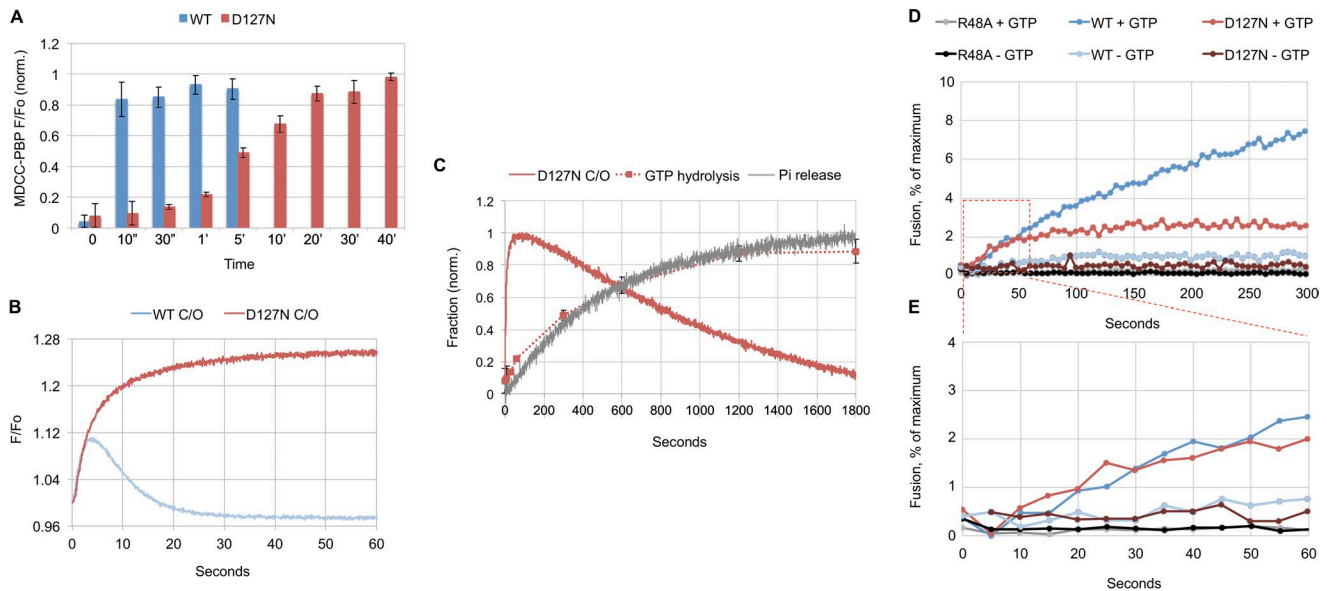 A
WT D127N
MDCC-PBP F/Fo (norm.)
1.2
1
0.8
0.6
0.4
0.2
0
0 10" 30" 1' 5' 10' 20' 30' 40'
Time
B
WT C/O D127N C/O
F/Fo
1.28
1.2
1.12
1.04
0.96
0 10 20 30 40 50 60
Seconds
C
D127N C/O GTP hydrolysis Pi release
Fraction (norm.)
1.2
1.0
0.8
0.6
0.4
0.2
0
0 200 400 600 800 1000 1200 1400 1600 1800
Seconds
D
R48A + GTP WT + GTP D127N + GTP
R48A - GTP WT - GTP D127N - GTP
Fusion, % of maximum
10
8
6
4
2
0
0 50 100 150 200 250 300
Seconds
E
Fusion, % of maximum
4
3
2
1
0
0 10 20 30 40 50 60
Seconds